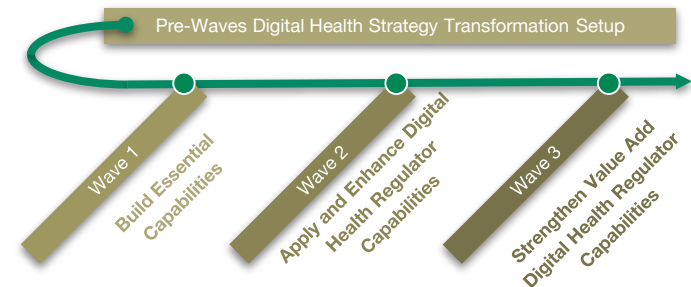 Pre-Waves Digital Health Strategy Transformation Setup
Wave 1
Build Essential
Capabilities
Wave 2
Apply and Enhance Digital
Health Regulator
Capabilities
Wave 3
Strengthen Value Add
Digital Health Regulator
Capabilities